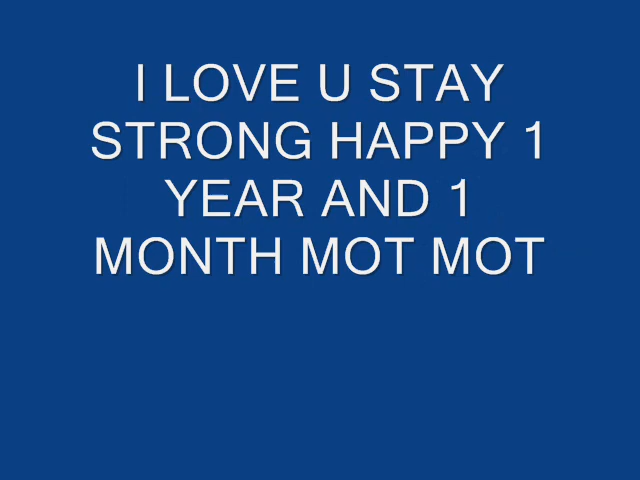 I LOVE U STAY
STRONG HAPPY 1
YEAR AND 1
MONTH MOT MOT